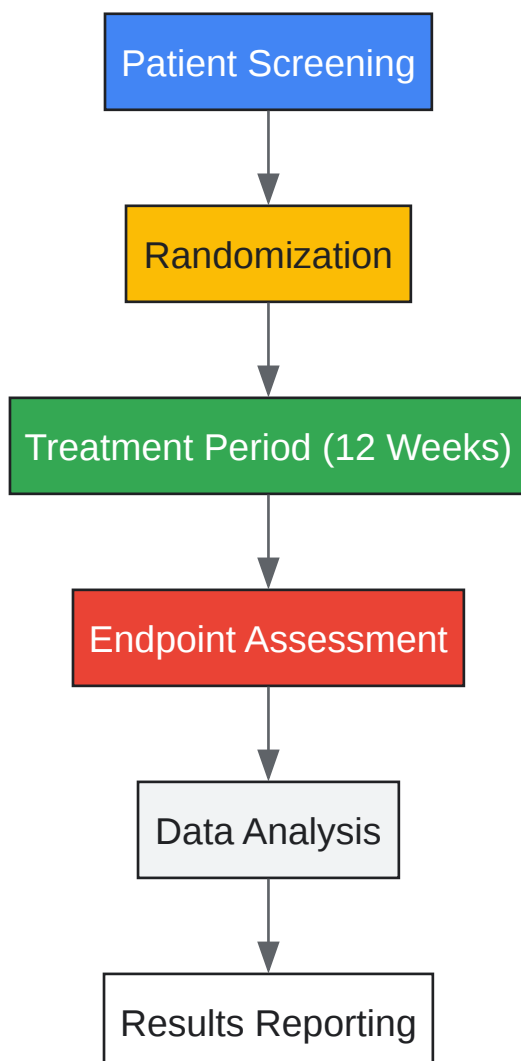 Patient Screening
Randomization
Treatment Period (12 Weeks)
Endpoint Assessment
Data Analysis
Results Reporting